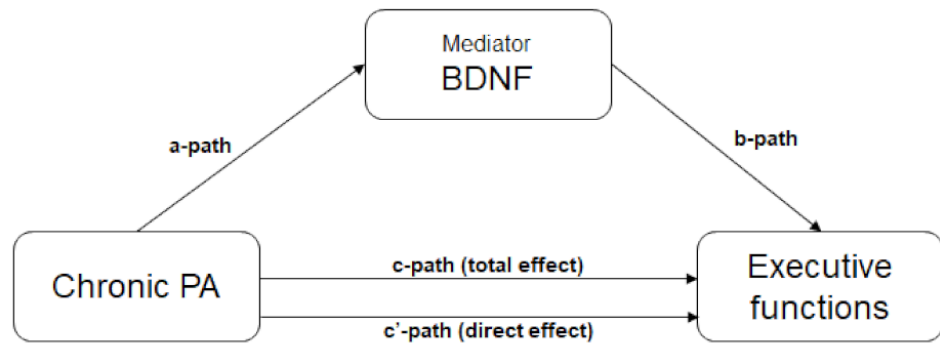 Mediator
BDNF
a-path
b-path
Chronic PA
c-path (total effect)
c’-path (direct effect)
Executive
functions